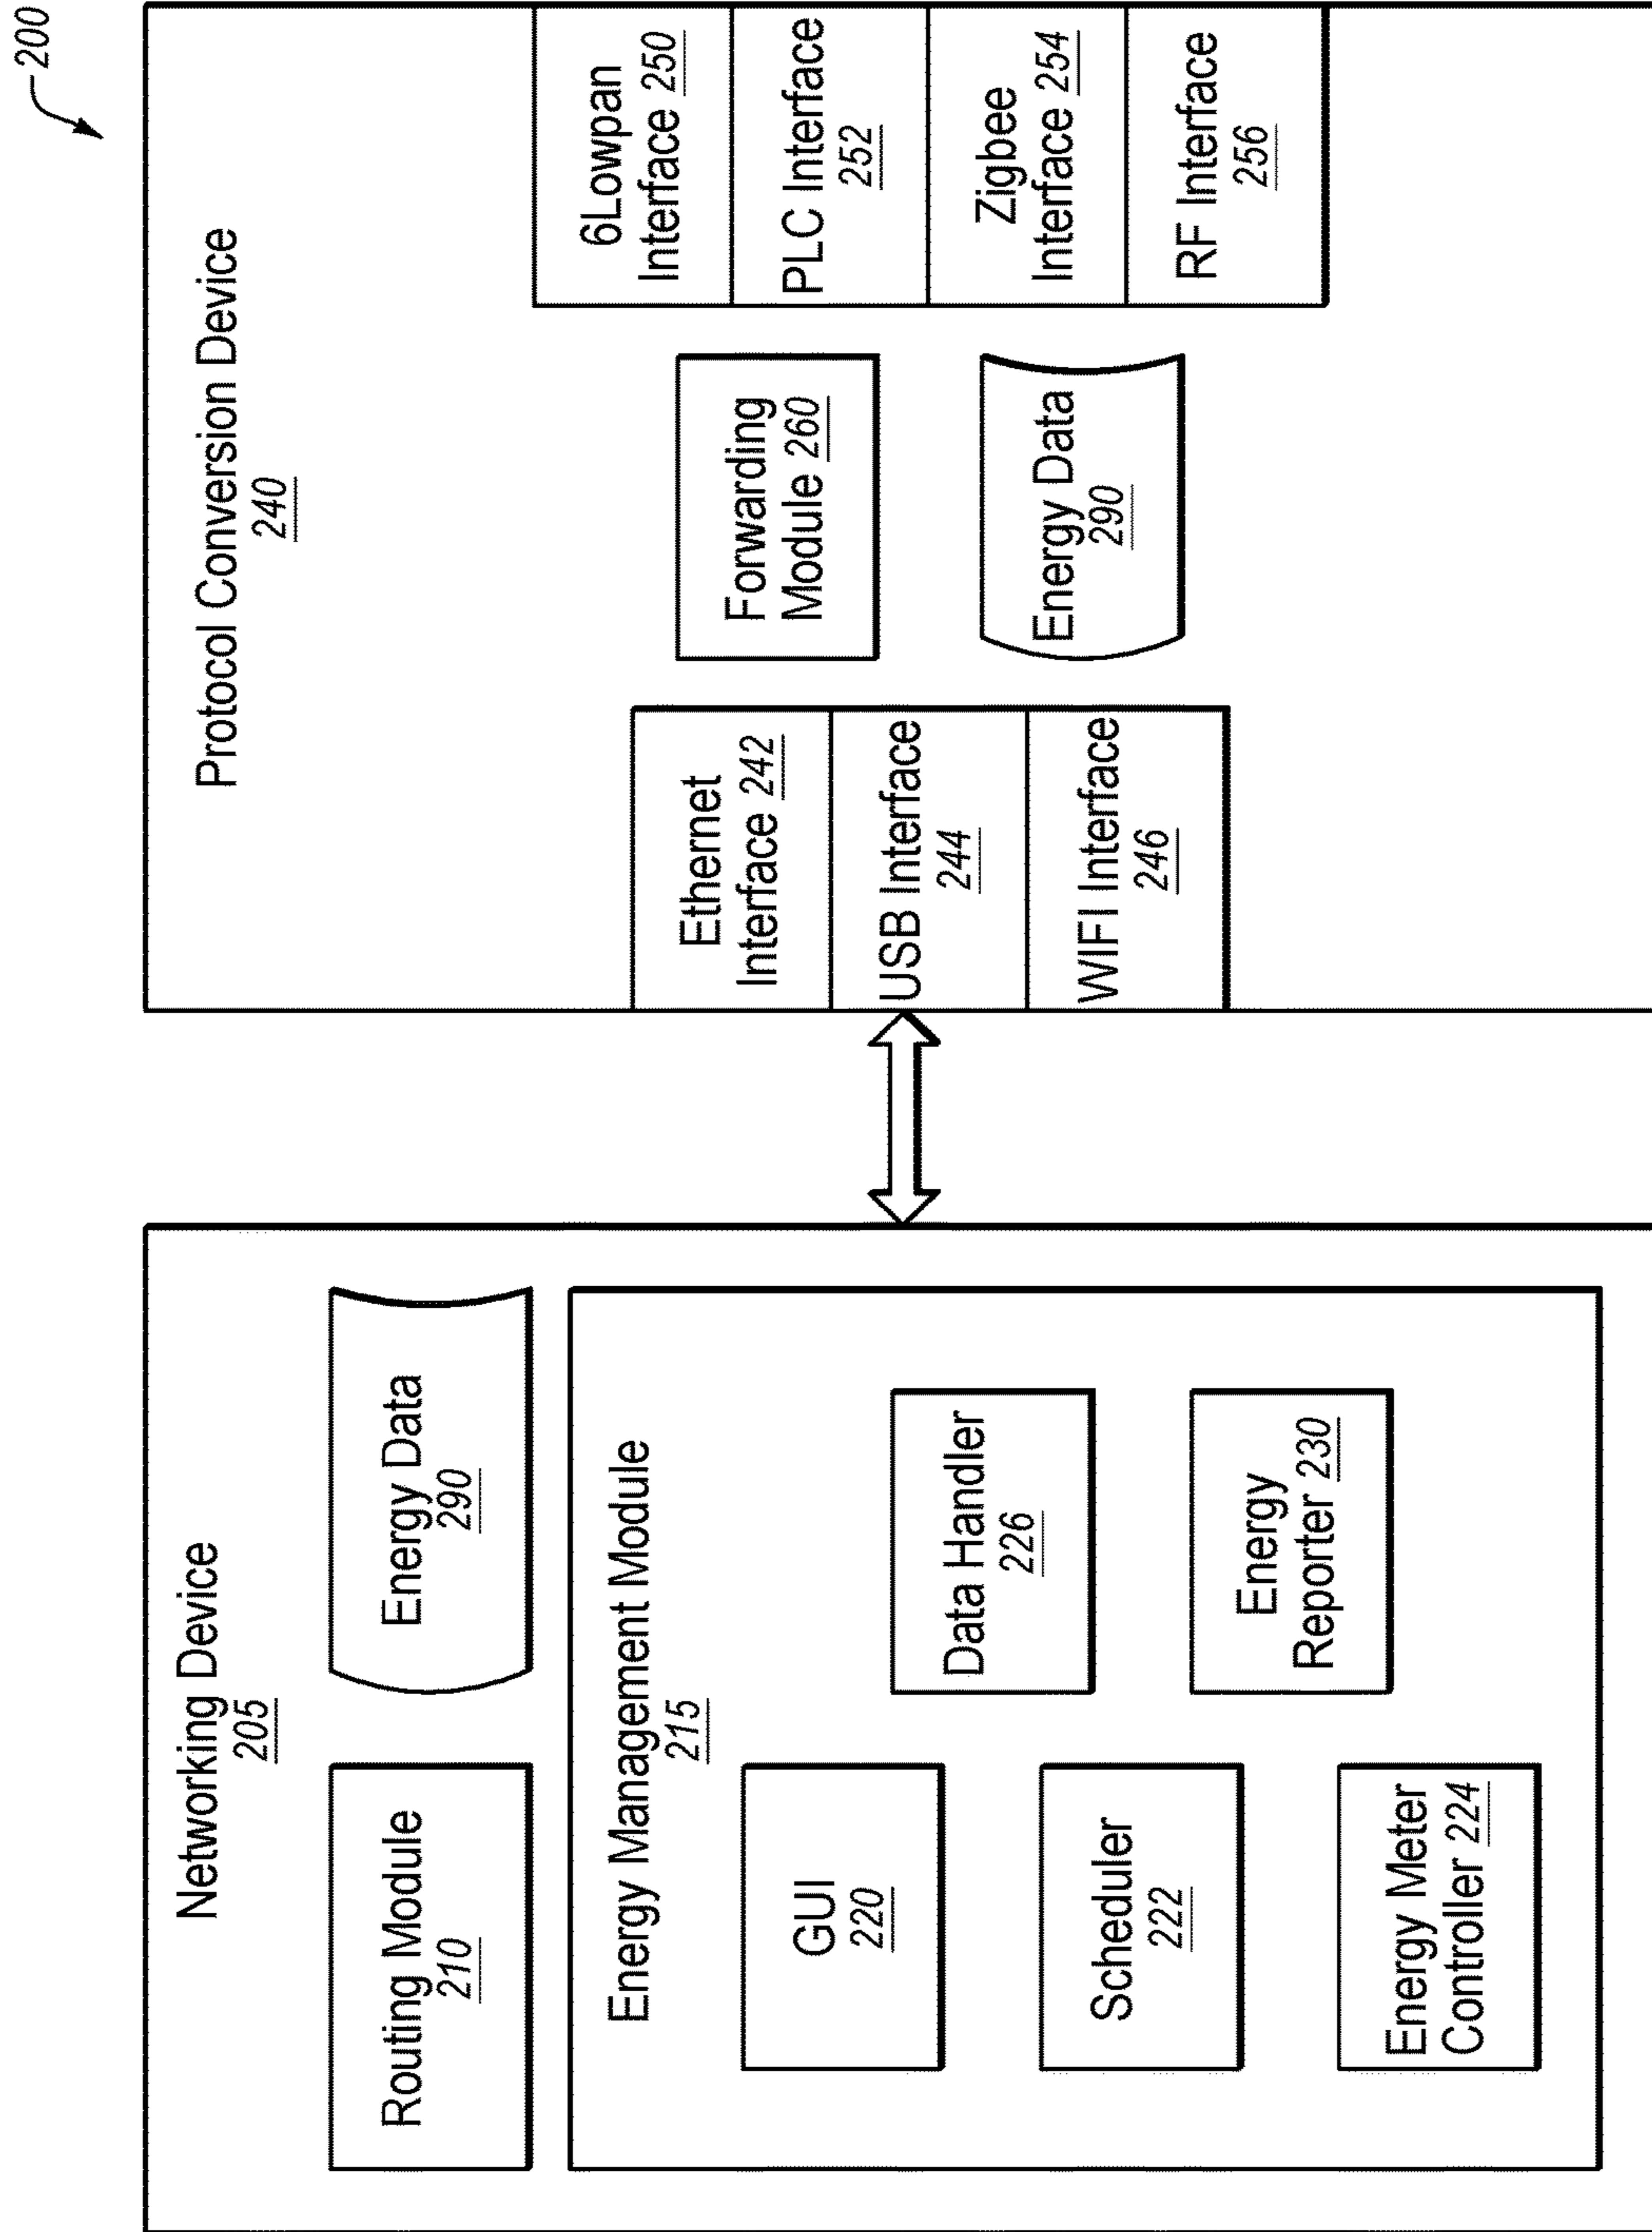 200
Networking Device
205
Routing Module
210
Energy Data
290
Energy Management Module
215
GUI
220
Scheduler
222
Energy Meter
Controller 224
Data Handler
226
Energy
Reporter 230
Protocol Conversion Device
240
Ethernet
Interface 242
USB Interface
244
WIFI Interface
246
Forwarding
Module 260
Energy Data
290
6Lowpan
Interface 250
PLC Interface
252
Zigbee
Interface 254
RF Interface
256